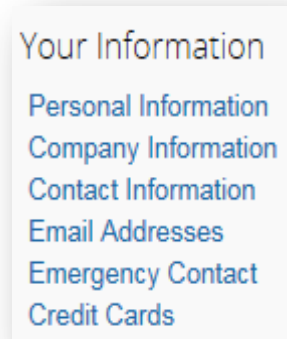 Your Information
Personal Information
Company Information
Contact Information
Email Addresses
Emergency Contact
Credit Cards